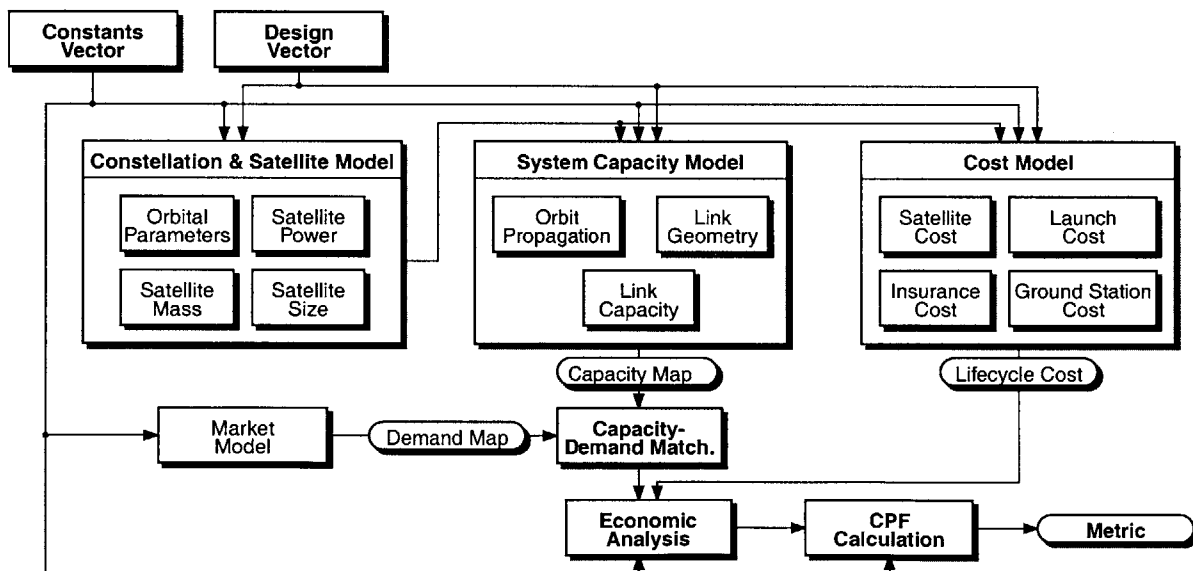 Constants
Vector
Design
Vector
Constellation & Satellite Model
Orbital
Parameters
Satellite
Power
Satellite
Mass
Satellite
Size
System Capacity Model
Orbit
Propagation
Link
Geometry
Link
Capacity
Cost Model
Satellite
Cost
Launch
Cost
Insurance
Cost
Ground Station
Cost
Capacity Map
Lifecycle Cost
Market
Model
Demand Map
Capacity-
Demand Match.
Economic
Analysis
CPF
Calculation
Metric